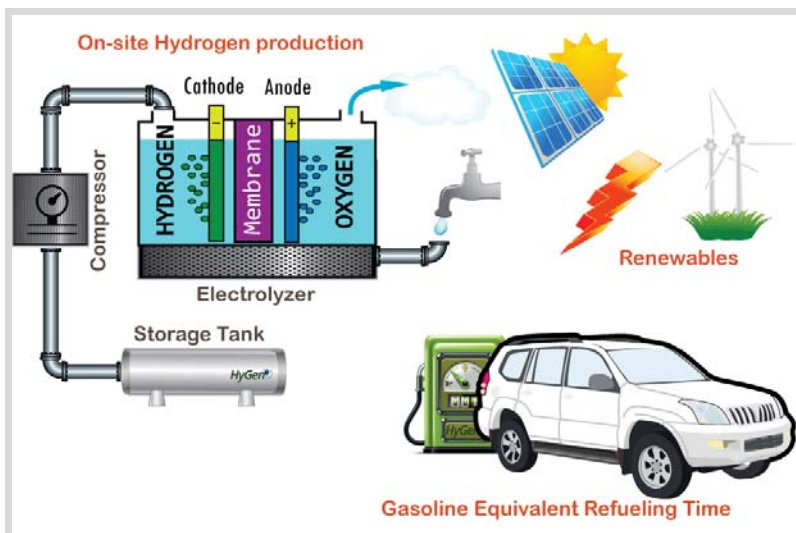 On-site Hydrogen production
Cathode Anode
−
+
HYDROGEN
Membrane
OXYGEN
Compressor
Electrolyzer
Renewables
Storage Tank
HyGen
HyGen
Gasoline Equivalent Refueling Time